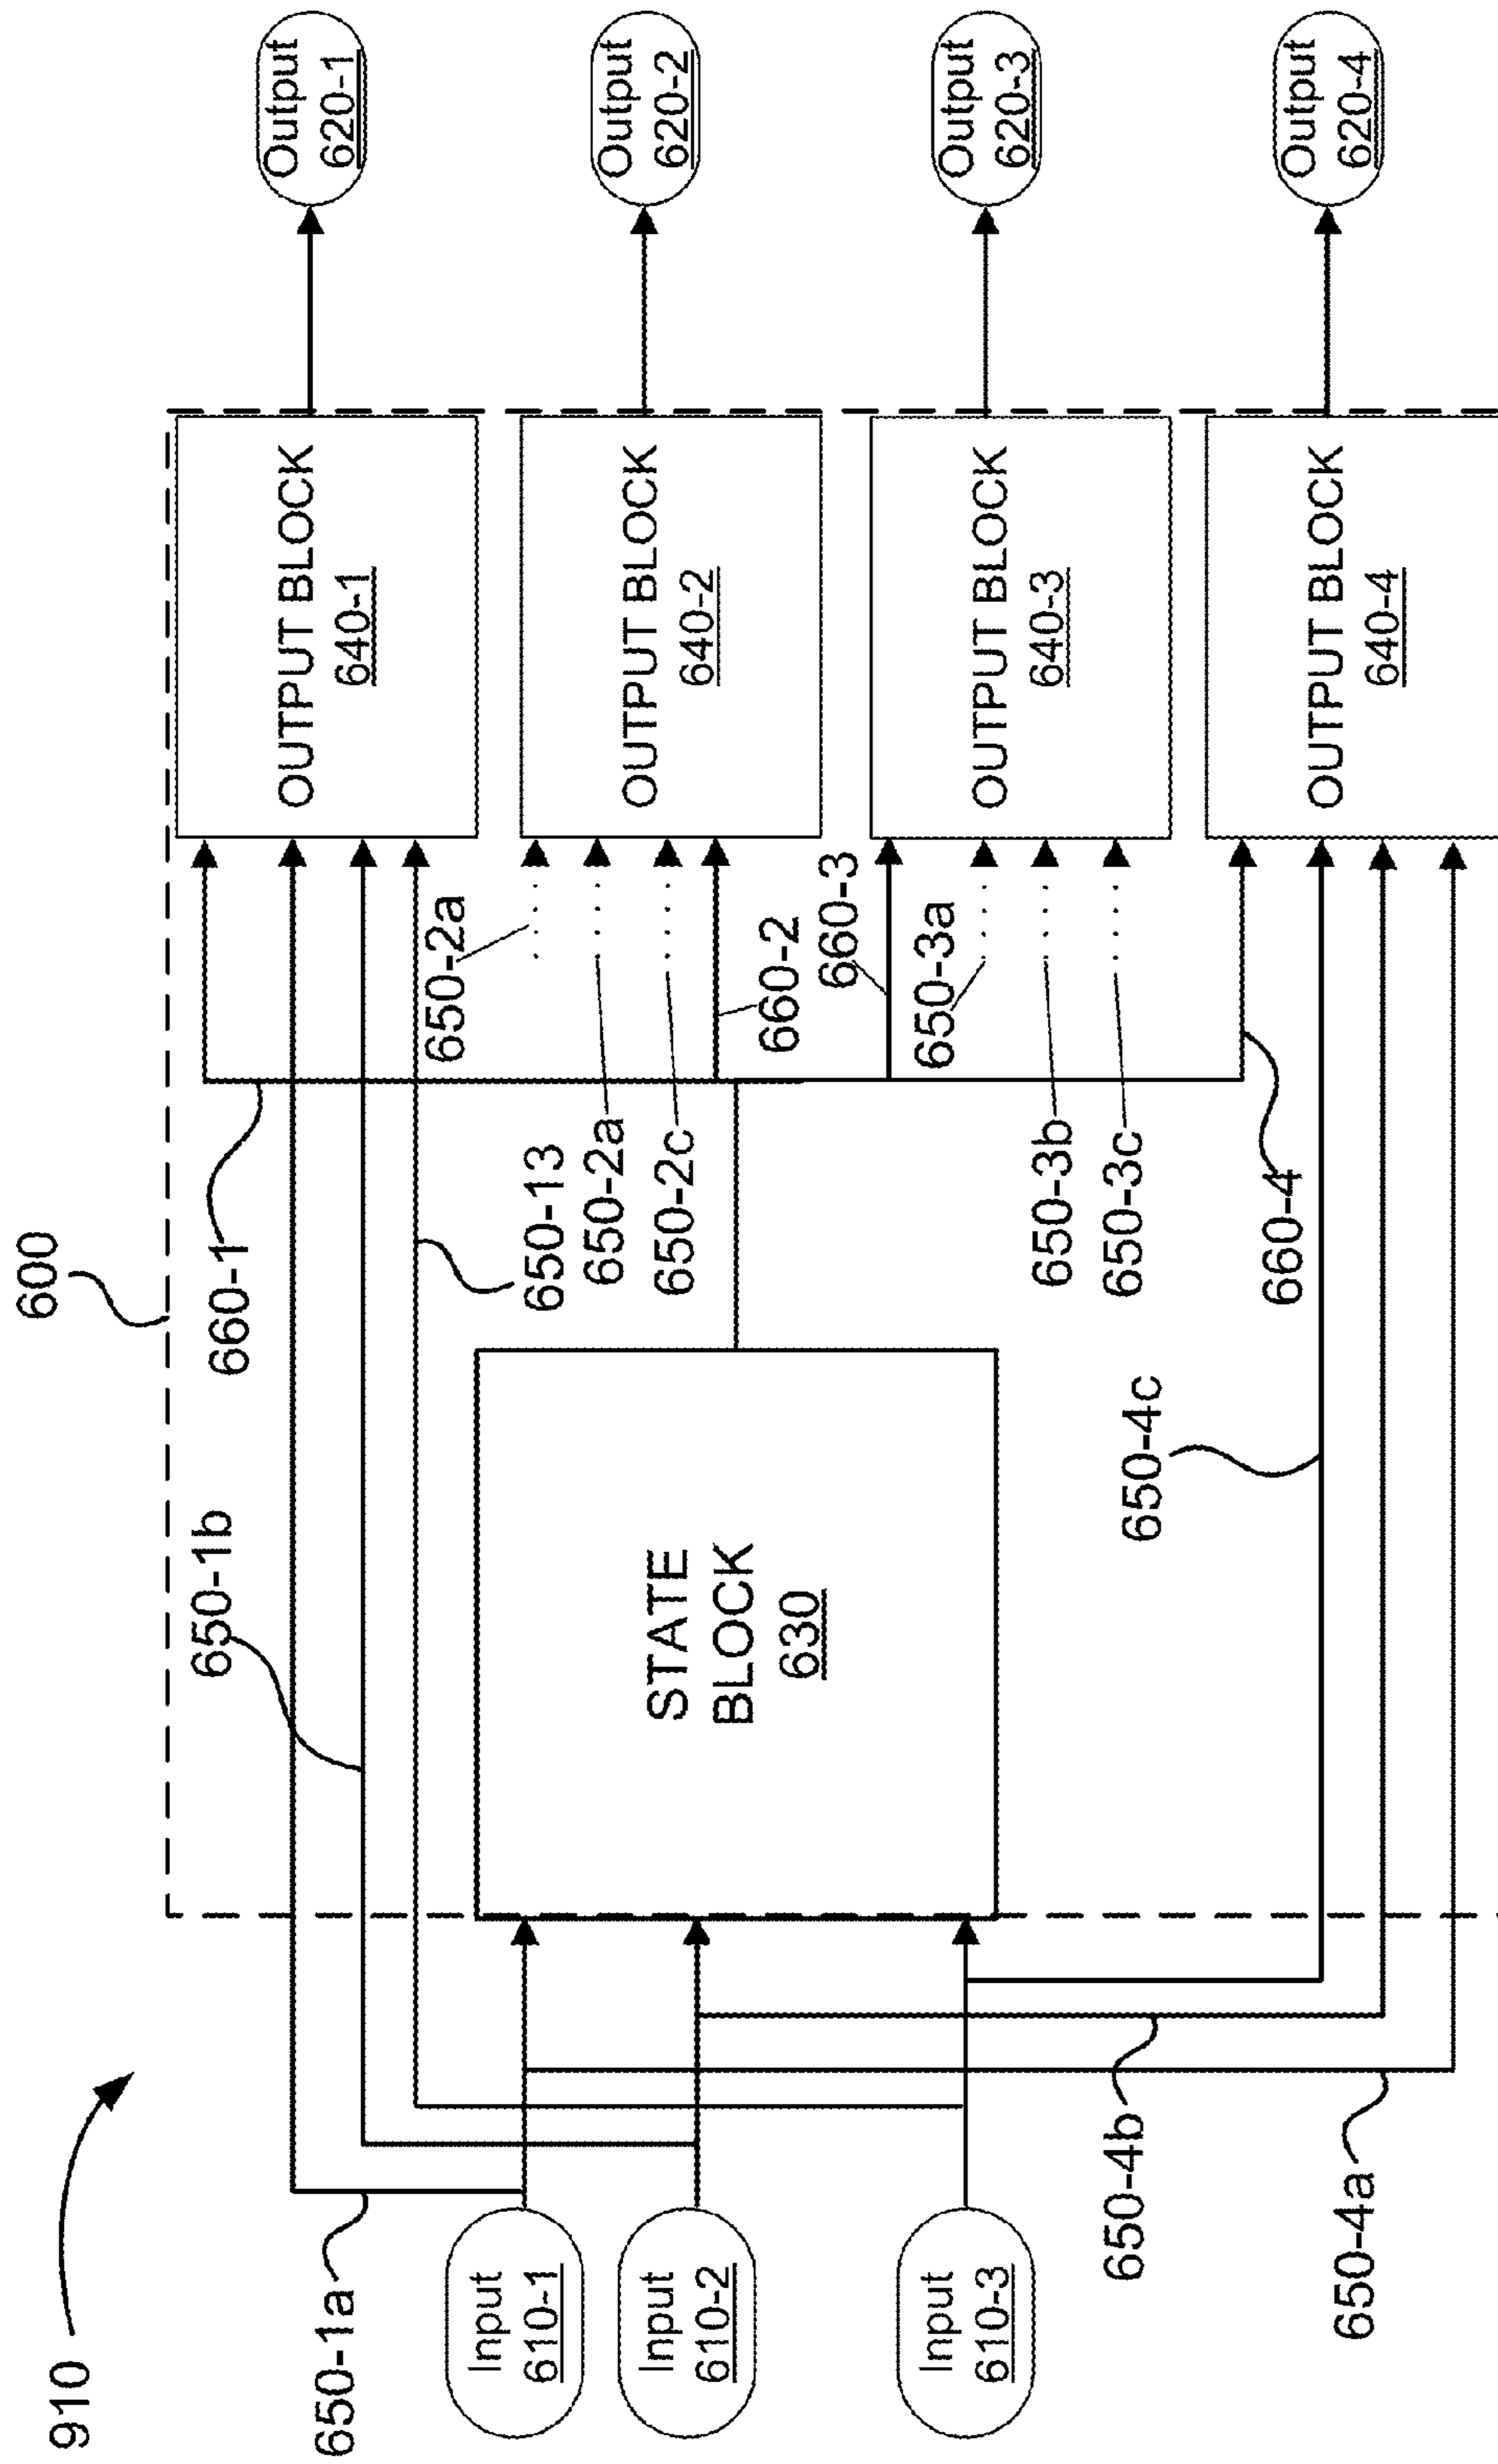 910
600
650-1a
650-1b
660-1
Input
610-1
Input
610-2
Input
610-3
STATE
BLOCK
630
650-13
650-2a
650-2a
650-2c
660-2
660-3
650-3a
650-3b
650-3c
660-4
650-4c
650-4b
650-4a
OUTPUT BLOCK
640-1
OUTPUT BLOCK
640-2
OUTPUT BLOCK
640-3
OUTPUT BLOCK
640-4
Output
620-1
Output
620-2
Output
620-3
Output
620-4